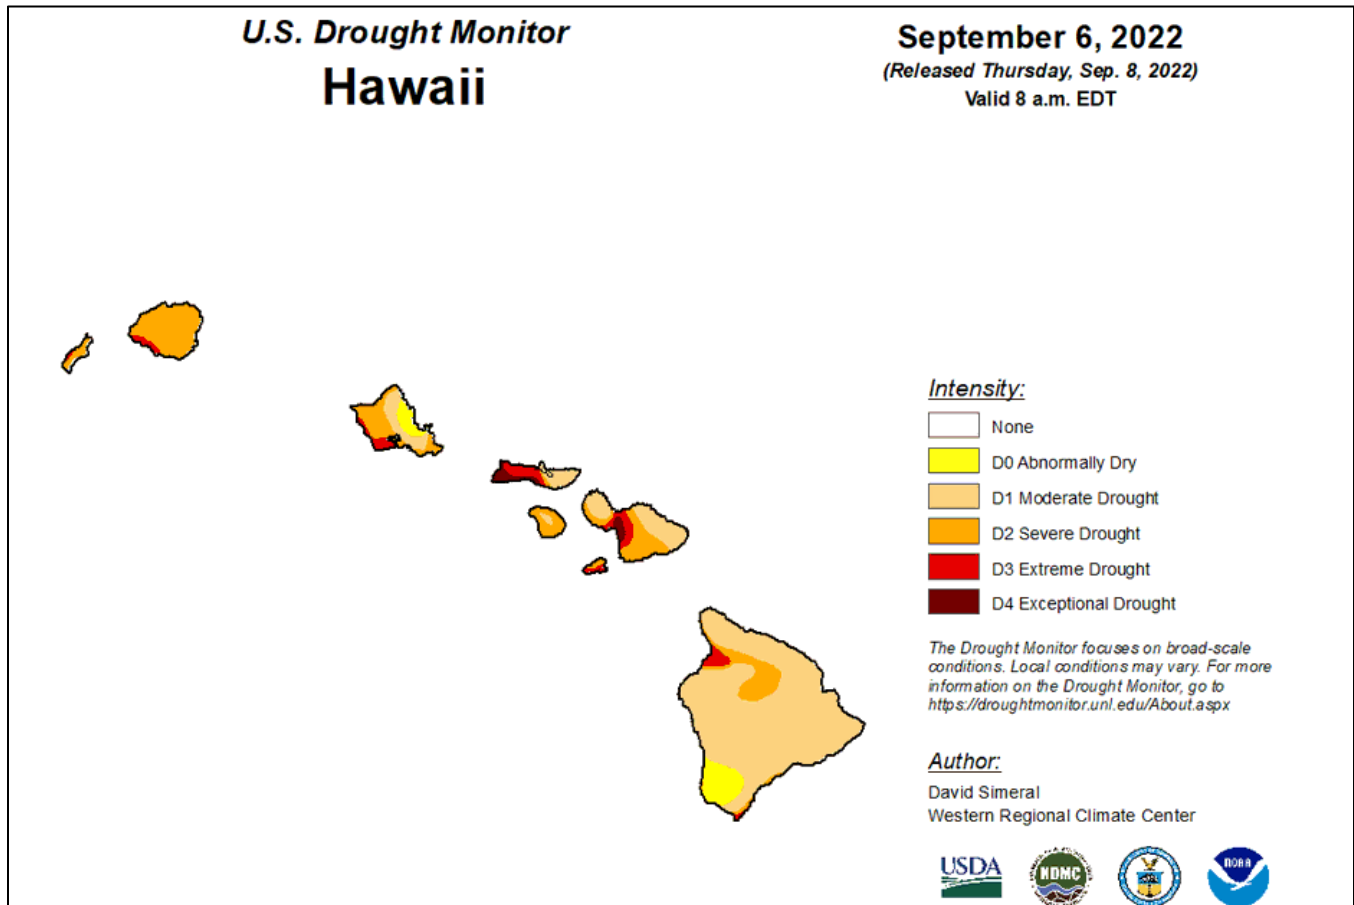 U.S. Drought Monitor
Hawaii
September 6, 2022
(Released Thursday, Sep. 8, 2022)
Valid 8 a.m. EDT
Intensity:
None
D0 Abnormally Dry
D1 Moderate Drought
D2 Severe Drought
D3 Extreme Drought
D4 Exceptional Drought
The Drought Monitor focuses on broad-scale
conditions. Local conditions may vary. For more
information on the Drought Monitor, go to
https://droughtmonitor.unl.edu/About.aspx
Author:
David Simeral
Western Regional Climate Center
USDA
NDMC
NOAA